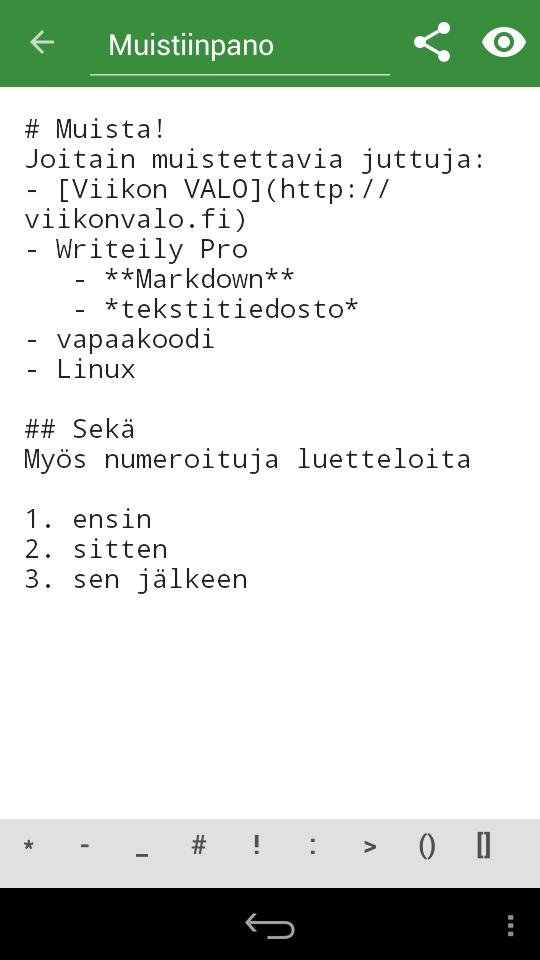 Muistiinpano
# Muista!
Joitain muistettavia juttuja:
- [Viikon VALO](http://
viikonvalo.fi)
- Writeily Pro
   - **Markdown**
   - *tekstitiedosto*
- vapaakoodi
- Linux
## Sekä
Myös numeroituja luetteloita
1. ensin
2. sitten
3. sen jälkeen
* - _ # ! : > () []